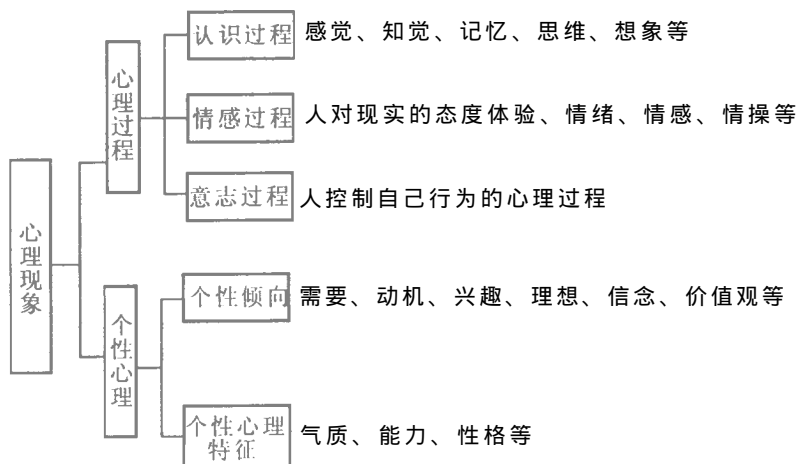 心理现象
心理过程
认识过程 感觉、知觉、记忆、思维、想象等
情感过程 人对现实的态度体验、情绪、情感、情操等
意志过程 人控制自己行为的心理过程
个性心理
个性倾向 需要、动机、兴趣、理想、信念、价值观等
个性心理
特征
气质、能力、性格等